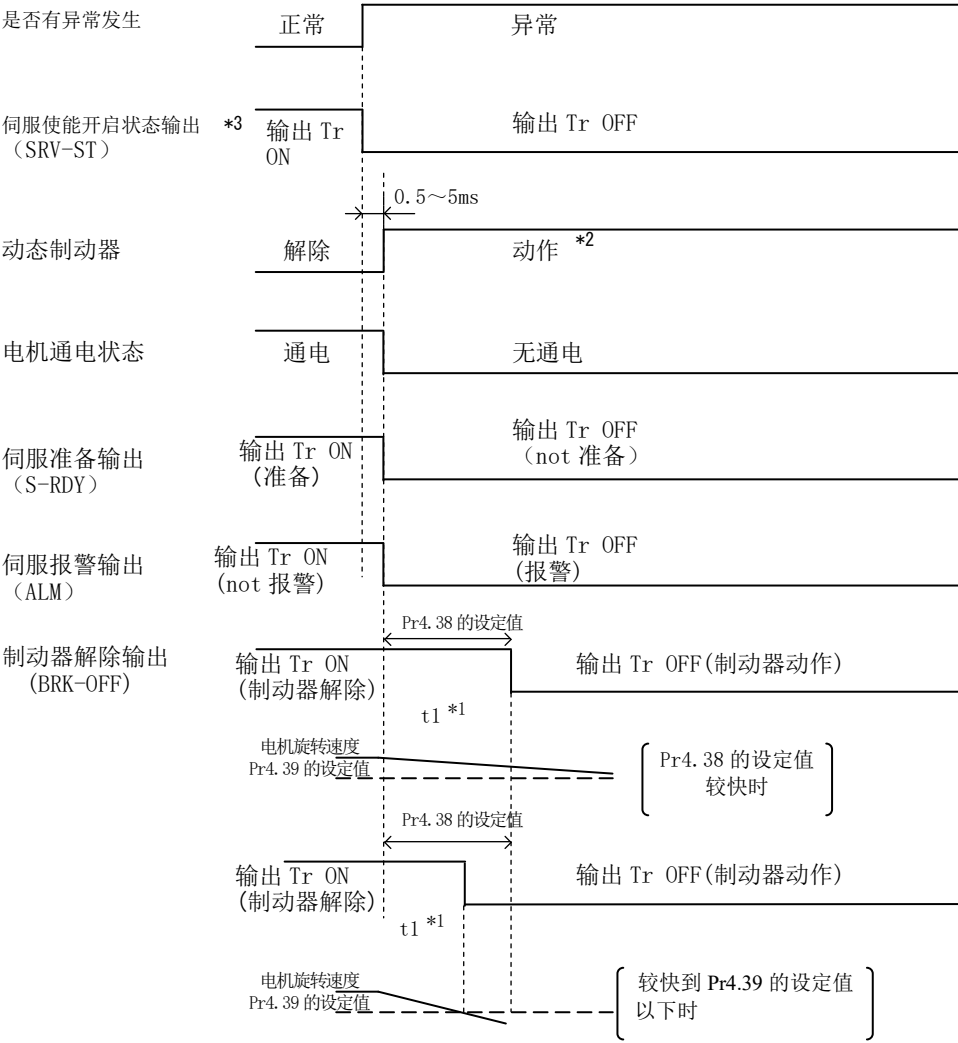 是否有异常发生
正常
异常
伺服使能开启状态输出 *3
（SRV-ST）
输出 Tr
ON
输出 Tr OFF
0.5～5ms
动态制动器
解除
动作 *2
电机通电状态
通电
无通电
伺服准备输出
（S-RDY）
输出 Tr ON
(准备)
输出 Tr OFF
（not 准备）
伺服报警输出
（ALM）
输出 Tr ON
(not 报警)
输出 Tr OFF
(报警)
Pr4.38 的设定值
制动器解除输出
(BRK-OFF)
输出 Tr ON
(制动器解除)
输出 Tr OFF(制动器动作)
t1 *1
电机旋转速度
Pr4.39 的设定值
Pr4.38 的设定值
较快时
Pr4.38 的设定值
输出 Tr ON
(制动器解除)
输出 Tr OFF(制动器动作)
t1 *1
电机旋转速度
Pr4.39 的设定值
较快到 Pr4.39 的设定值
以下时